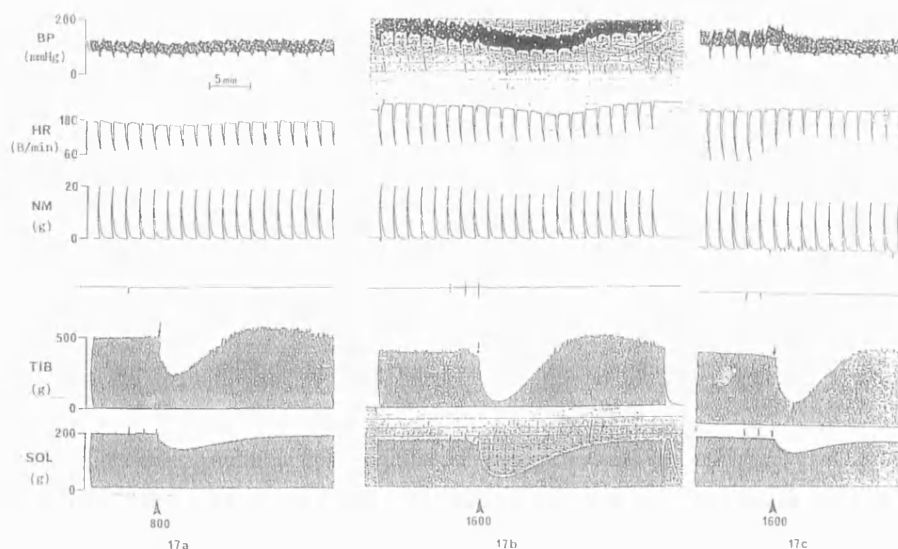 200
BP
(mmHg)
0
5 min
180
HR
(B/min)
60
20
NM
(g)
0
500
TIB
(g)
0
200
SOL
(g)
0
800 1600 1600
17a 17b 17c